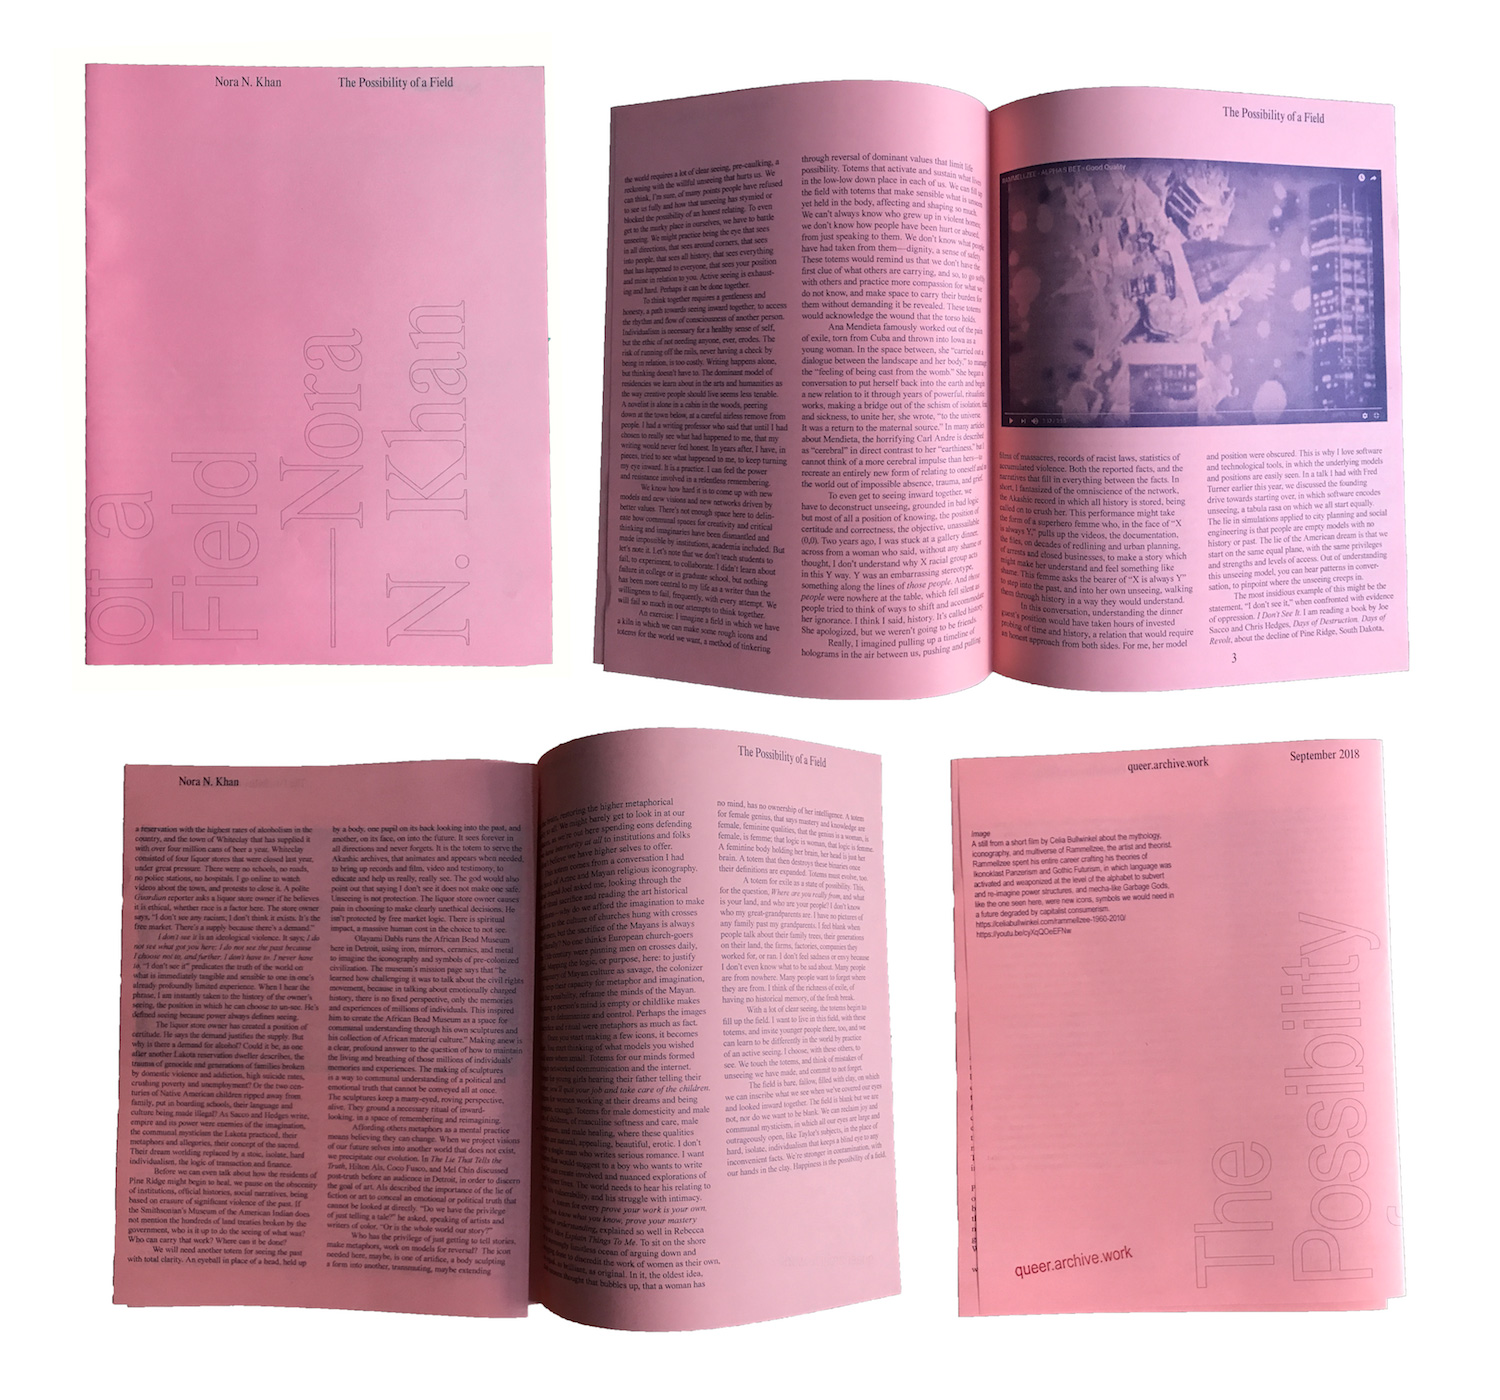 Nora N. Khan
The Possibility of a Field
of a
Field
—Nora
N. Khan
the world requires a lot of clear seeing, pre-caulking, a
reckoning with the willful unseeing that hurts us. We
can think, I'm sure, of many points people have refused
to see us fully and how that unseeing has stymied or
blocked the possibility of an honest relating. To even
get to the murky place in ourselves, we have to battle
unseeing. We might practice being the eye that sees
in all directions, that sees around corners, that sees
into people, that sees all history, that sees everything
that has happened to everyone, that sees your position
and mine in relation to you. Active seeing is exhaust-
ing and hard. Perhaps it can be done together.
To think together requires a gentleness and
honesty, a path towards seeing inward together, to access
the rhythm and flow of consciousness of another person.
Individualism is necessary for a healthy sense of self,
but the ethic of not needing anyone, ever, erodes. The
risk of running off the rails, never having a check by
being in relation, is too costly. Writing happens alone,
but thinking doesn't have to. The dominant model of
residencies we learn about in the arts and humanities as
the way creative people should live seems less tenable.
A novelist is alone in a cabin in the woods, peering
down at the town below, at a careful airless remove from
people. I had a writing professor who said that until I had
chosen to really see what had happened to me, that my
writing would never feel honest. In years after, I have, in
pieces, tried to see what happened to me, to keep turning
my eye inward. It is a practice. I can feel the power
and resistance involved in a relentless remembering.
We know how hard it is to come up with new
models and new visions and new networks driven by
better values. There's not enough space here to delin-
eate how communal spaces for creativity and critical
thinking and imaginaries have been dismantled and
made impossible by institutions, academia included. But
let's note it. Let's note that we don't teach students to
fail, to experiment, to collaborate. I didn't learn about
failure in college or in graduate school, but nothing
has been more central to my life as a writer than the
willingness to fail, frequently, with every attempt. We
will fail so much in our attempts to think together.
An exercise: I imagine a field in which we have
a kiln in which we can make some rough icons and
totems for the world we want, a method of tinkering
through reversal of dominant values that limit life
possibility. Totems that activate and sustain what lives
in the low-low down place in each of us. We can fill up
the field with totems that make sensible what is unseen
yet held in the body, affecting and shaping so much.
We can't always know who grew up in violent homes,
we don't know how people have been hurt or abused,
from just speaking to them. We don't know what people
have had taken from them—dignity, a sense of safety.
These totems would remind us that we don't have the
first clue of what others are carrying, and so, to go softly
with others and practice more compassion for what we
do not know, and make space to carry their burden for
them without demanding it be revealed. These totems
would acknowledge the wound that the torso holds.
Ana Mendieta famously worked out of the pain
of exile, torn from Cuba and thrown into Iowa as a
young woman. In the space between, she "carried out a
dialogue between the landscape and her body," to manage
the "feeling of being cast from the womb." She began a
conversation to put herself back into the earth and begin
a new relation to it through years of powerful, ritualistic
works, making a bridge out of the schism of isolation,
and sickness, to unite her, she wrote, "to the universe.
It was a return to the maternal source." In many articles
about Mendieta, the horrifying Carl Andre is described
as "cerebral" in direct contrast to her "earthiness," but I
cannot think of a more cerebral impulse than hers—to
recreate an entirely new form of relating to oneself and
the world out of impossible absence, trauma, and grief.
To even get to seeing inward together, we
have to deconstruct unseeing, grounded in bad logic
but most of all a position of knowing, the position of
certitude and correctness, the objective, unassailable
(0,0). Two years ago, I was stuck at a gallery dinner
across from a woman who said, without any shame or
thought, I don't understand why X racial group acts
in this Y way. Y was an embarrassing stereotype,
something along the lines of those people. And those
people were nowhere at the table, which fell silent as
people tried to think of ways to shift and accommodate
her ignorance. I think I said, history. It's called history.
She apologized, but we weren't going to be friends.
Really, I imagined pulling up a timeline of
holograms in the air between us, pushing and pulling
The Possibility of a Field
RAMMELLZEE - ALPHA'S BET - Good Quality
films of massacres, records of racist laws, statistics of
accumulated violence. Both the reported facts, and the
narratives that fill in everything between the facts. In
short, I fantasized of the omniscience of the network,
the Akashic record in which all history is stored, being
called on to crush her. This performance might take
the form of a superhero femme who, in the face of "X
is always Y," pulls up the videos, the documentation,
the files, on decades of redlining and urban planning,
of arrests and closed businesses, to make a story which
might make her understand and feel something like
shame. This femme asks the bearer of "X is always Y"
to step into the past, and into her own unseeing, walking
them through history in a way they would understand.
In this conversation, understanding the dinner
guest's position would have taken hours of invested
probing of time and history, a relation that would require
an honest approach from both sides. For me, her model
and position were obscured. This is why I love software
and technological tools, in which the underlying models
and positions are easily seen. In a talk I had with Fred
Turner earlier this year, we discussed the founding
drive towards starting over, in which software encodes
unseeing, a tabula rasa on which we all start equally.
The lie in simulations applied to city planning and social
engineering is that people are empty models with no
history or past. The lie of the American dream is that we
start on the same equal plane, with the same privileges
and strengths and levels of access. Out of understanding
this unseeing model, you can hear patterns in conver-
sation, to pinpoint where the unseeing creeps in.
The most insidious example of this might be the
statement, "I don't see it," when confronted with evidence
of oppression. I Don't See It. I am reading a book by Joe
Sacco and Chris Hedges, Days of Destruction, Days of
Revolt, about the decline of Pine Ridge, South Dakota,
3
Nora N. Khan
a reservation with the highest rates of alcoholism in the
country, and the town of Whiteclay that has supplied it
with over four million cans of beer a year. Whiteclay
consisted of four liquor stores that were closed last year,
under great pressure. There were no schools, no roads,
no police stations, no hospitals. I go online to watch
videos about the town, and protests to close it. A polite
Guardian reporter asks a liquor store owner if he believes
it is ethical, whether race is a factor here. The store owner
says, "I don't see any racism; I don't think it exists. It's the
free market. There's a supply because there's a demand."
I don't see it is an ideological violence. It says, I do
not see what got you here; I do not see the past because
I choose not to, and further, I don't have to. I never have
to. "I don't see it" predicates the truth of the world on
what is immediately tangible and sensible to one in one's
already profoundly limited experience. When I hear the
phrase, I am instantly taken to the history of the owner's
seeing, the position in which he can choose to un-see. He's
defined seeing because power always defines seeing.
The liquor store owner has created a position of
certitude. He says the demand justifies the supply. But
why is there a demand for alcohol? Could it be, as one
after another Lakota reservation dweller describes, the
trauma of genocide and generations of families broken
by domestic violence and addiction, high suicide rates,
crushing poverty and unemployment? Or the two cen-
turies of Native American children ripped away from
family, put in boarding schools, their language and
culture being made illegal? As Sacco and Hedges write,
empire and its power were enemies of the imagination,
the communal mysticism the Lakota practiced, their
metaphors and allegories, their concept of the sacred.
Their dream worlding replaced by a stoic, isolate, hard
individualism, the logic of transaction and finance.
Before we can even talk about how the residents of
Pine Ridge might begin to heal, we pause on the obscenity
of institutions, official histories, social narratives, being
based on erasure of significant violence of the past. If
the Smithsonian's Museum of the American Indian does
not mention the hundreds of land treaties broken by the
government, who is it up to do the seeing of what was?
Who can carry that work? Where can it be done?
We will need another totem for seeing the past
with total clarity. An eyeball in place of a head, held up
by a body, one pupil on its back looking into the past, and
another, on its face, on into the future. It sees forever in
all directions and never forgets. It is the totem to serve the
Akashic archives, that animates and appears when needed,
to bring up records and film, video and testimony, to
educate and help us really, really see. The god would also
point out that saying I don't see it does not make one safe.
Unseeing is not protection. The liquor store owner causes
pain in choosing to make clearly unethical decisions. He
isn't protected by free market logic. There is spiritual
impact, a massive human cost in the choice to not see.
Olayami Dabls runs the African Bead Museum
here in Detroit, using iron, mirrors, ceramics, and metal
to imagine the iconography and symbols of pre-colonized
civilization. The museum's mission page says that "he
learned how challenging it was to talk about the civil rights
movement, because in talking about emotionally charged
history, there is no fixed perspective, only the memories
and experiences of millions of individuals. This inspired
him to create the African Bead Museum as a space for
communal understanding through his own sculptures and
his collection of African material culture." Making anew is
a clear, profound answer to the question of how to maintain
the living and breathing of those millions of individuals'
memories and experiences. The making of sculptures
is a way to communal understanding of a political and
emotional truth that cannot be conveyed all at once.
The sculptures keep a many-eyed, roving perspective,
alive. They ground a necessary ritual of inward-
looking, in a space of remembering and reimagining.
Affording others metaphors as a mental practice
means believing they can change. When we project visions
of our future selves into another world that does not exist,
we precipitate our evolution. In The Lie That Tells the
Truth, Hilton Als, Coco Fusco, and Mel Chin discussed
post-truth before an audience in Detroit, in order to discern
the goal of art. Als described the importance of the lie of
fiction or art to conceal an emotional or political truth that
cannot be looked at directly. "Do we have the privilege
of just telling a tale?" he asked, speaking of artists and
writers of color. "Or is the whole world our story?"
Who has the privilege of just getting to tell stories,
make metaphors, work on models for reversal? The icon
needed here, maybe, is one of artifice, a body sculpting
a form into another, transmuting, maybe extending
The Possibility of a Field
restoring the higher metaphorical
We might barely get to look in at our
we're out here spending eons defending
interiority at all to institutions and folks
believe we have higher selves to offer.
comes from a conversation I had
of Aztec and Mayan religious iconography.
asked me, looking through the
sacrifice and reading the art historical
why do we afford the imagination to make
the culture of churches hung with crosses
but the sacrifice of the Mayans is always
No one thinks European church-goers
century were pinning men on crosses daily,
the logic, or purpose, here: to justify
Mayan culture as savage, the colonizer
capacity for metaphor and imagination,
possibility, reframe the minds of the Mayan.
a person's mind is empty or childlike makes
to dehumanize and control. Perhaps the images
and ritual were metaphors as much as fact.
you start making a few icons, it becomes
thinking of what models you wished
Totems for our minds formed
networked communication and the internet.
young girls hearing their father telling their
quit your job and take care of the children.
women working at their dreams and being
enough. Totems for male domesticity and male
of masculine softness and care, male
and male healing, where these qualities
natural, appealing, beautiful, erotic. I don't
man who writes serious romance. I want
would suggest to a boy who wants to write
involved and nuanced explorations of
The world needs to hear his relating to
vulnerability, and his struggle with intimacy.
A totem for every prove your work is your own.
you know what you know, prove your mastery
understanding, explained so well in Rebecca
Explain Things To Me. To sit on the shore
ocean of arguing down and
to discredit the work of women as their own,
brilliant, as original. In it, the oldest idea,
thought that bubbles up, that a woman has
no mind, has no ownership of her intelligence. A totem
for female genius, that says mastery and knowledge are
female, feminine qualities, that the genius is a woman, is
female, is femme; that logic is woman, that logic is femme.
A feminine body holding her brain, her head is just her
brain. A totem that then destroys these binaries once
their definitions are expanded. Totems must evolve, too.
A totem for exile as a state of possibility. This,
for the question, Where are you really from, and what
is your land, and who are your people? I don't know
who my great-grandparents are. I have no pictures of
any family past my grandparents. I feel blank when
people talk about their family trees, their generations
on their land, the farms, factories, companies they
worked for, or ran. I don't feel sadness or envy because
I don't even know what to be sad about. Many people
are from nowhere. Many people want to forget where
they are from. I think of the richness of exile, of
having no historical memory, of the fresh break.
With a lot of clear seeing, the totems begin to
fill up the field. I want to live in this field, with these
totems, and invite younger people them, too, and we
can learn to be differently in the world by practice
of an active seeing. I choose, with these others, to
see. We touch the totems, and think of mistakes of
unseeing we have made, and commit to not forget.
The field is bare, fallow, filled with clay, on which
we can inscribe what we see when we've covered our eyes
and looked inward together. The field is blank but we are
not, nor do we want to be blank. We can reclaim joy and
communal mysticism, in which all our eyes are large and
outrageously open, like Taylor's subjects, in the place of
hard, isolate, individualism that keeps a blind eye to any
inconvenient facts. We're stronger in contamination, with
our hands in the clay. Happiness is the possibility of a field.
queer.archive.work
September 2018
image
A still from a short film by Celia Bullwinkel about the mythology,
iconography, and multiverse of Rammellzee, the artist and theorist.
Rammellzee spent his entire career crafting his theories of
Ikonoklast Panzerism and Gothic Futurism, in which language was
activated and weaponized at the level of the alphabet to subvert
and re-imagine power structures, and mecha-like Garbage Gods,
like the one seen here, were new icons, symbols we would need in
a future degraded by capitalist consumerism.
https://celiabullwinkel.com/rammellzee-1960-2010/
https://youtu.be/cyXqQOeEFNw
The
Possibility
queer.archive.work